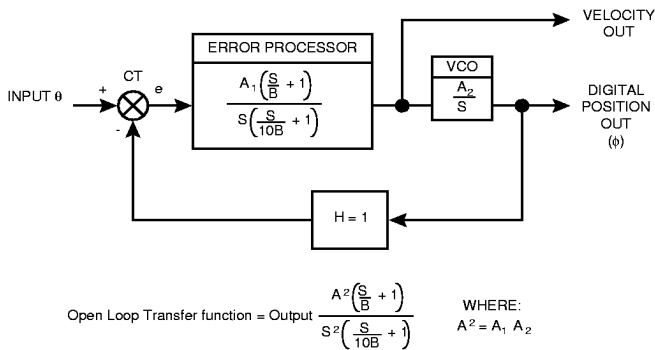 VELOCITY
OUT
ERROR PROCESSOR
VCO
CT
INPUT θ
+
-
e
A₁(S/B + 1)
S(S/10B + 1)
A₂
S
DIGITAL
POSITION
OUT
(ϕ)
H = 1
Open Loop Transfer function = Output A²(S/B + 1)
S²(S/10B + 1)
WHERE:
A² = A₁ A₂